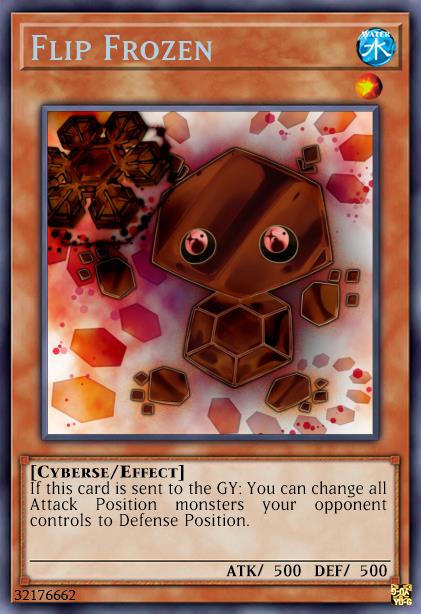 FLIP FROZEN
WATER
水
[CYBERSE/EFFECT]
If this card is sent to the GY: You can change all
Attack Position monsters your opponent
controls to Defense Position.
ATK/ 500 DEF/ 500
32176662